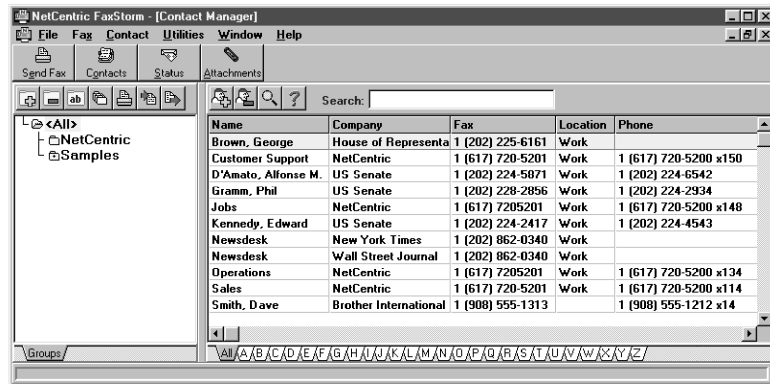 NetCentric FaxStorm - [Contact Manager]
File Fax Contact Utilities Window Help
Send Fax Contacts Status Attachments
ab ? Search:
<All>
NetCentric
Samples
Name Company Fax Location Phone
Brown, George House of Representa 1 (202) 225-6161 Work
Customer Support NetCentric 1 (617) 720-5201 Work 1 (617) 720-5200 x150
D'Amato, Alfonse M. US Senate 1 (202) 224-5871 Work 1 (202) 224-6542
Gramm, Phil US Senate 1 (202) 228-2856 Work 1 (202) 224-2934
Jobs NetCentric 1 (617) 7205201 Work 1 (617) 720-5200 x148
Kennedy, Edward US Senate 1 (202) 224-2417 Work 1 (202) 224-4543
Newsdesk New York Times 1 (202) 862-0340 Work
Newsdesk Wall Street Journal 1 (202) 862-0340 Work
Operations NetCentric 1 (617) 7205201 Work 1 (617) 720-5200 x134
Sales NetCentric 1 (617) 720-5201 Work 1 (617) 720-5200 x114
Smith, Dave Brother International 1 (908) 555-1313 1 (908) 555-1212 x14
Groups All A B C D E F G H I J K L M N O P Q R S T U V W X Y Z